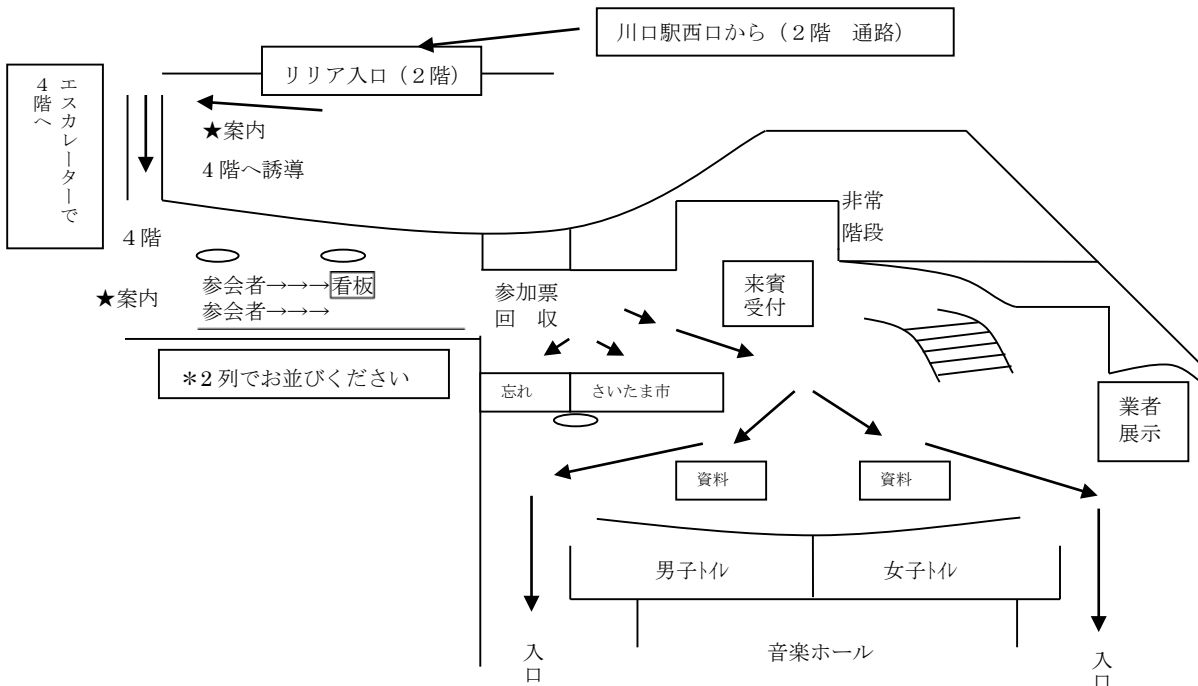 川口駅西口から（２階　通路）
リリア入口（２階）
エスカレーターで
４階へ
★案内
４階へ誘導
４階
★案内
参会者→→→看板
参会者→→→
＊2 列でお並びください
参加票
回　収
来賓
受付
非常
階段
忘れ
さいたま市
業者
展示
資料
資料
男子ﾄｲﾚ
女子ﾄｲﾚ
音楽ホール
入口
入口